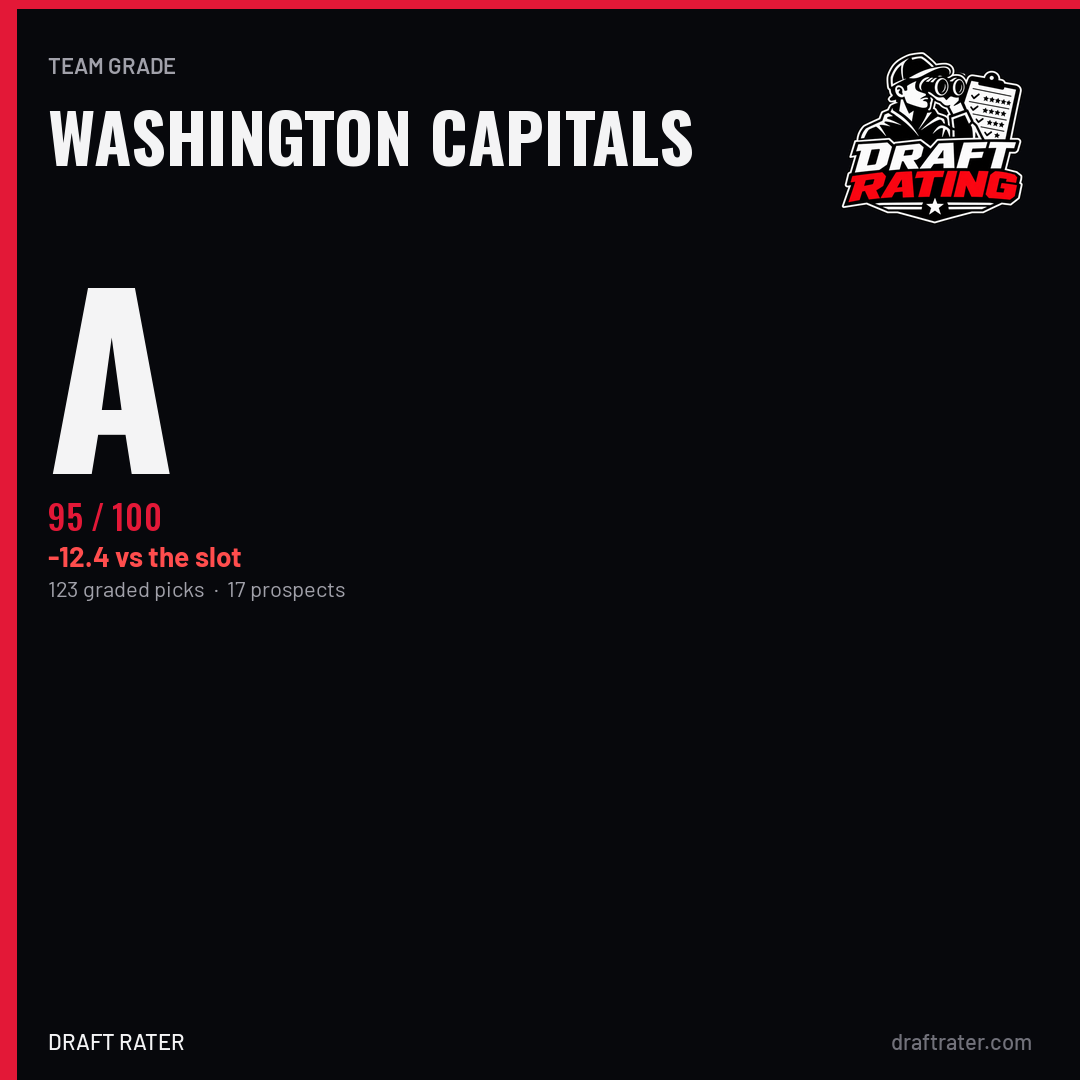 TEAM GRADE
WASHINGTON CAPITALS
DRAFT
RATING
A
95 / 100
-12.4 vs the slot
123 graded picks · 17 prospects
DRAFT RATER
draftrater.com